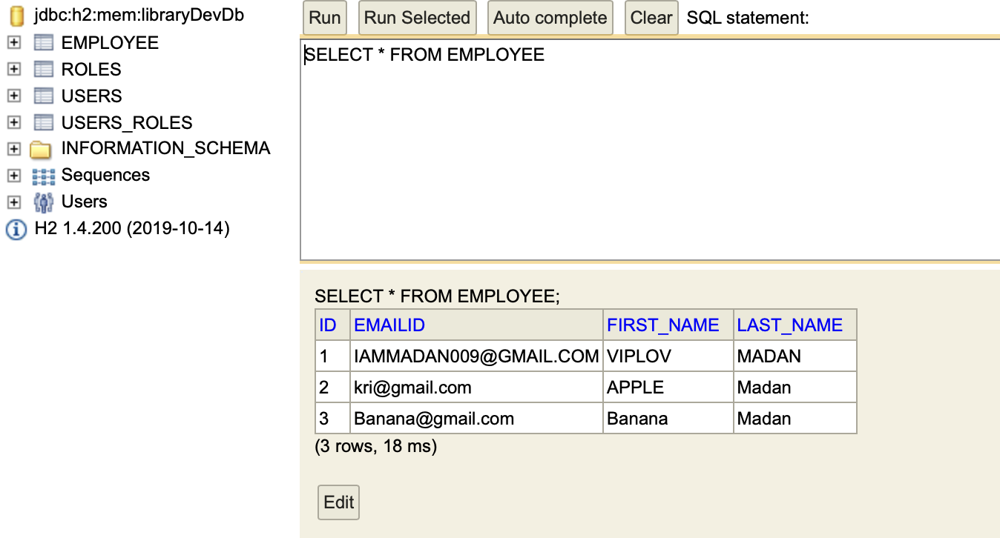 jdbc:h2:mem:libraryDevDb
EMPLOYEE
ROLES
USERS
USERS_ROLES
INFORMATION_SCHEMA
Sequences
Users
H2 1.4.200 (2019-10-14)
Run Run Selected Auto complete Clear SQL statement:
SELECT * FROM EMPLOYEE
SELECT * FROM EMPLOYEE;
ID EMAILID FIRST_NAME LAST_NAME
1 IAMMADAN009@GMAIL.COM VIPLOV MADAN
2 kri@gmail.com APPLE Madan
3 Banana@gmail.com Banana Madan
(3 rows, 18 ms)
Edit